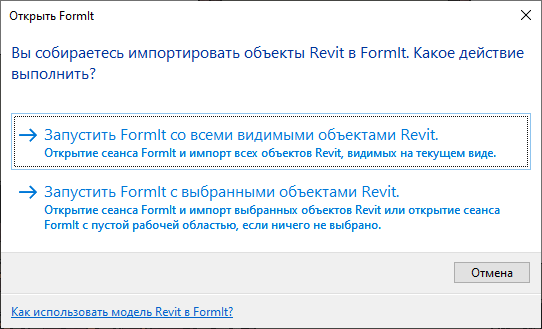 Открыть FormIt
Вы собираетесь импортировать объекты Revit в FormIt. Какое действие
выполнить?
Запустить FormIt со всеми видимыми объектами Revit.
Открытие сеанса FormIt и импорт всех объектов Revit, видимых на текущем виде.
Запустить FormIt с выбранными объектами Revit.
Открытие сеанса FormIt и импорт выбранных объектов Revit или открытие сеанса
FormIt с пустой рабочей областью, если ничего не выбрано.
Отмена
Как использовать модель Revit в FormIt?